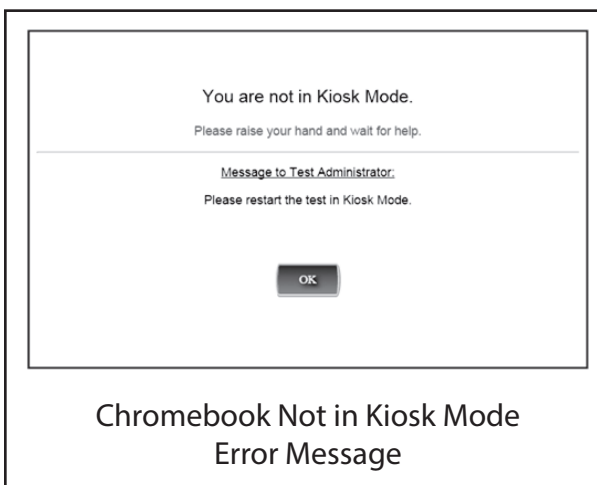 You are not in Kiosk Mode.
Please raise your hand and wait for help.
Message to Test Administrator:
Please restart the test in Kiosk Mode.
OK
Chromebook Not in Kiosk Mode
Error Message